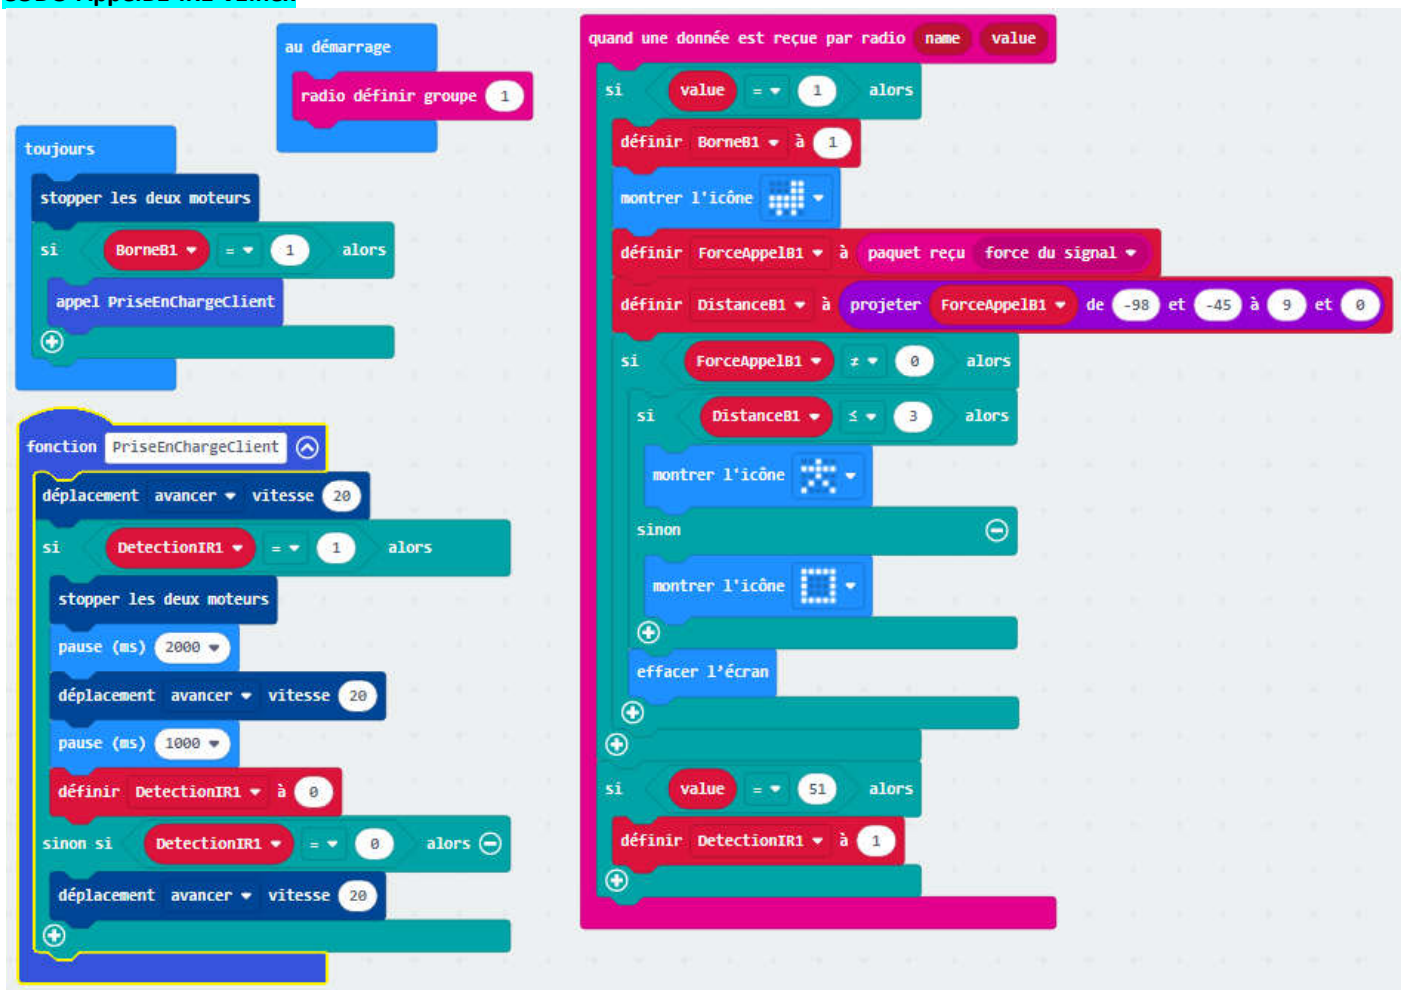 au démarrage
radio définir groupe 1
toujours
stopper les deux moteurs
si BorneB1 = 1 alors
appel PriseEnChargeClient
fonction PriseEnChargeClient
déplacement avancer vitesse 20
si DetectionIR1 = 1 alors
stopper les deux moteurs
pause (ms) 2000
déplacement avancer vitesse 20
pause (ms) 1000
définir DetectionIR1 à 0
sinon si DetectionIR1 = 0 alors
déplacement avancer vitesse 20
quand une donnée est reçue par radio name value
si value = 1 alors
définir BorneB1 à 1
montrer l'icône
définir ForceAppelB1 à paquet reçu force du signal
définir DistanceB1 à projeter ForceAppelB1 de -98 et -45 à 9 et 0
si ForceAppelB1 ≠ 0 alors
si DistanceB1 ≤ 3 alors
montrer l'icône
sinon
montrer l'icône
effacer l'écran
si value = 51 alors
définir DetectionIR1 à 1